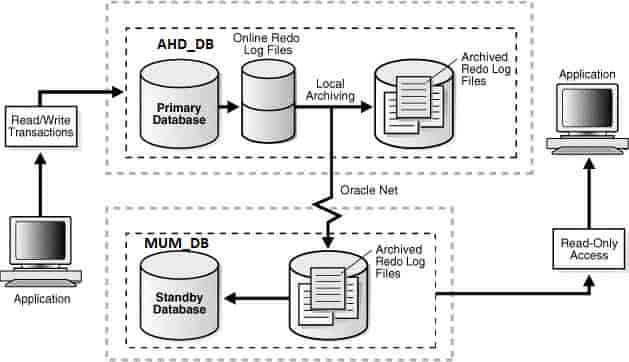 AHD_DB
Online Redo
Log Files
Archived
Redo Log
Files
Application
Local
Archiving
Primary
Database
Read/Write
Transactions
Oracle Net
MUM_DB
Archived
Redo Log
Files
Read-Only
Access
Standby
Database
Application